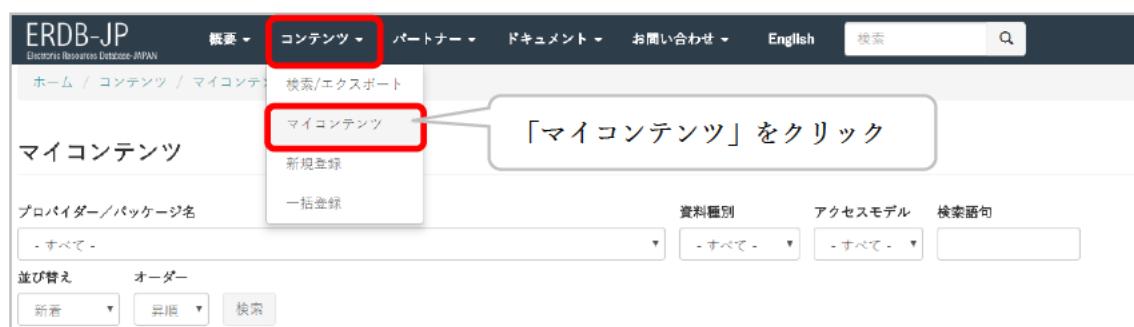 ERDB-JP
Electronic Resources Database-JAPAN
概要 コンテンツ パートナー ドキュメント お問い合わせ English 検索
ホーム / コンテンツ / マイコンテン
検索/エクスポート
マイコンテンツ
新規登録
一括登録
「マイコンテンツ」をクリック
マイコンテンツ
プロバイダー/パッケージ名 資料種別 アクセスモデル 検索語句
- すべて - - すべて - - すべて -
並び替え オーダー
新着 昇順 検索